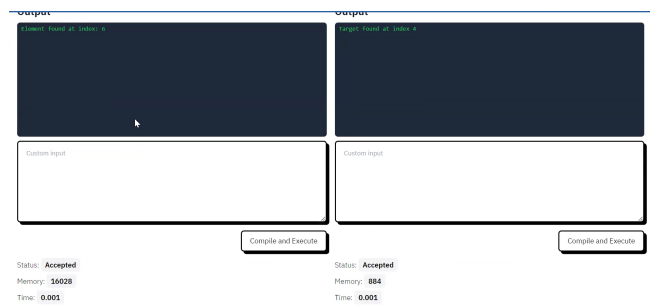 Output
Output
Element found at index: 6
Target found at index 4
Custom input
Custom input
Compile and Execute
Compile and Execute
Status: Accepted
Status: Accepted
Memory: 16028
Memory: 884
Time: 0.001
Time: 0.001